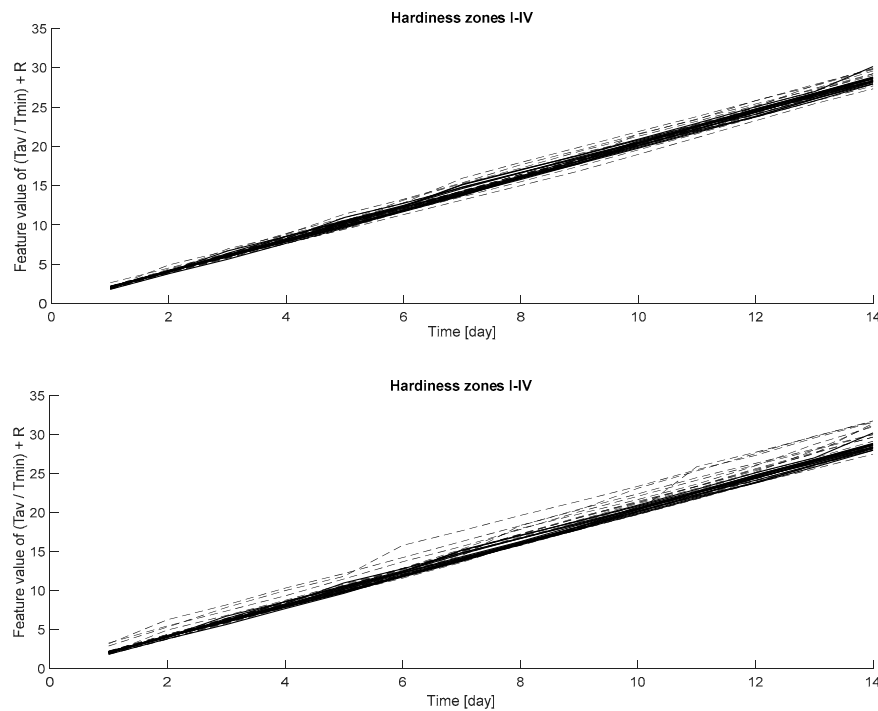 Hardiness zones I-IV
35
30
25
20
15
10
5
0
Feature value of (Tav / Tmin) + R
0 2 4 6 8 10 12 14
Time [day]
Hardiness zones I-IV
35
30
25
20
15
10
5
0
Feature value of (Tav / Tmin) + R
0 2 4 6 8 10 12 14
Time [day]